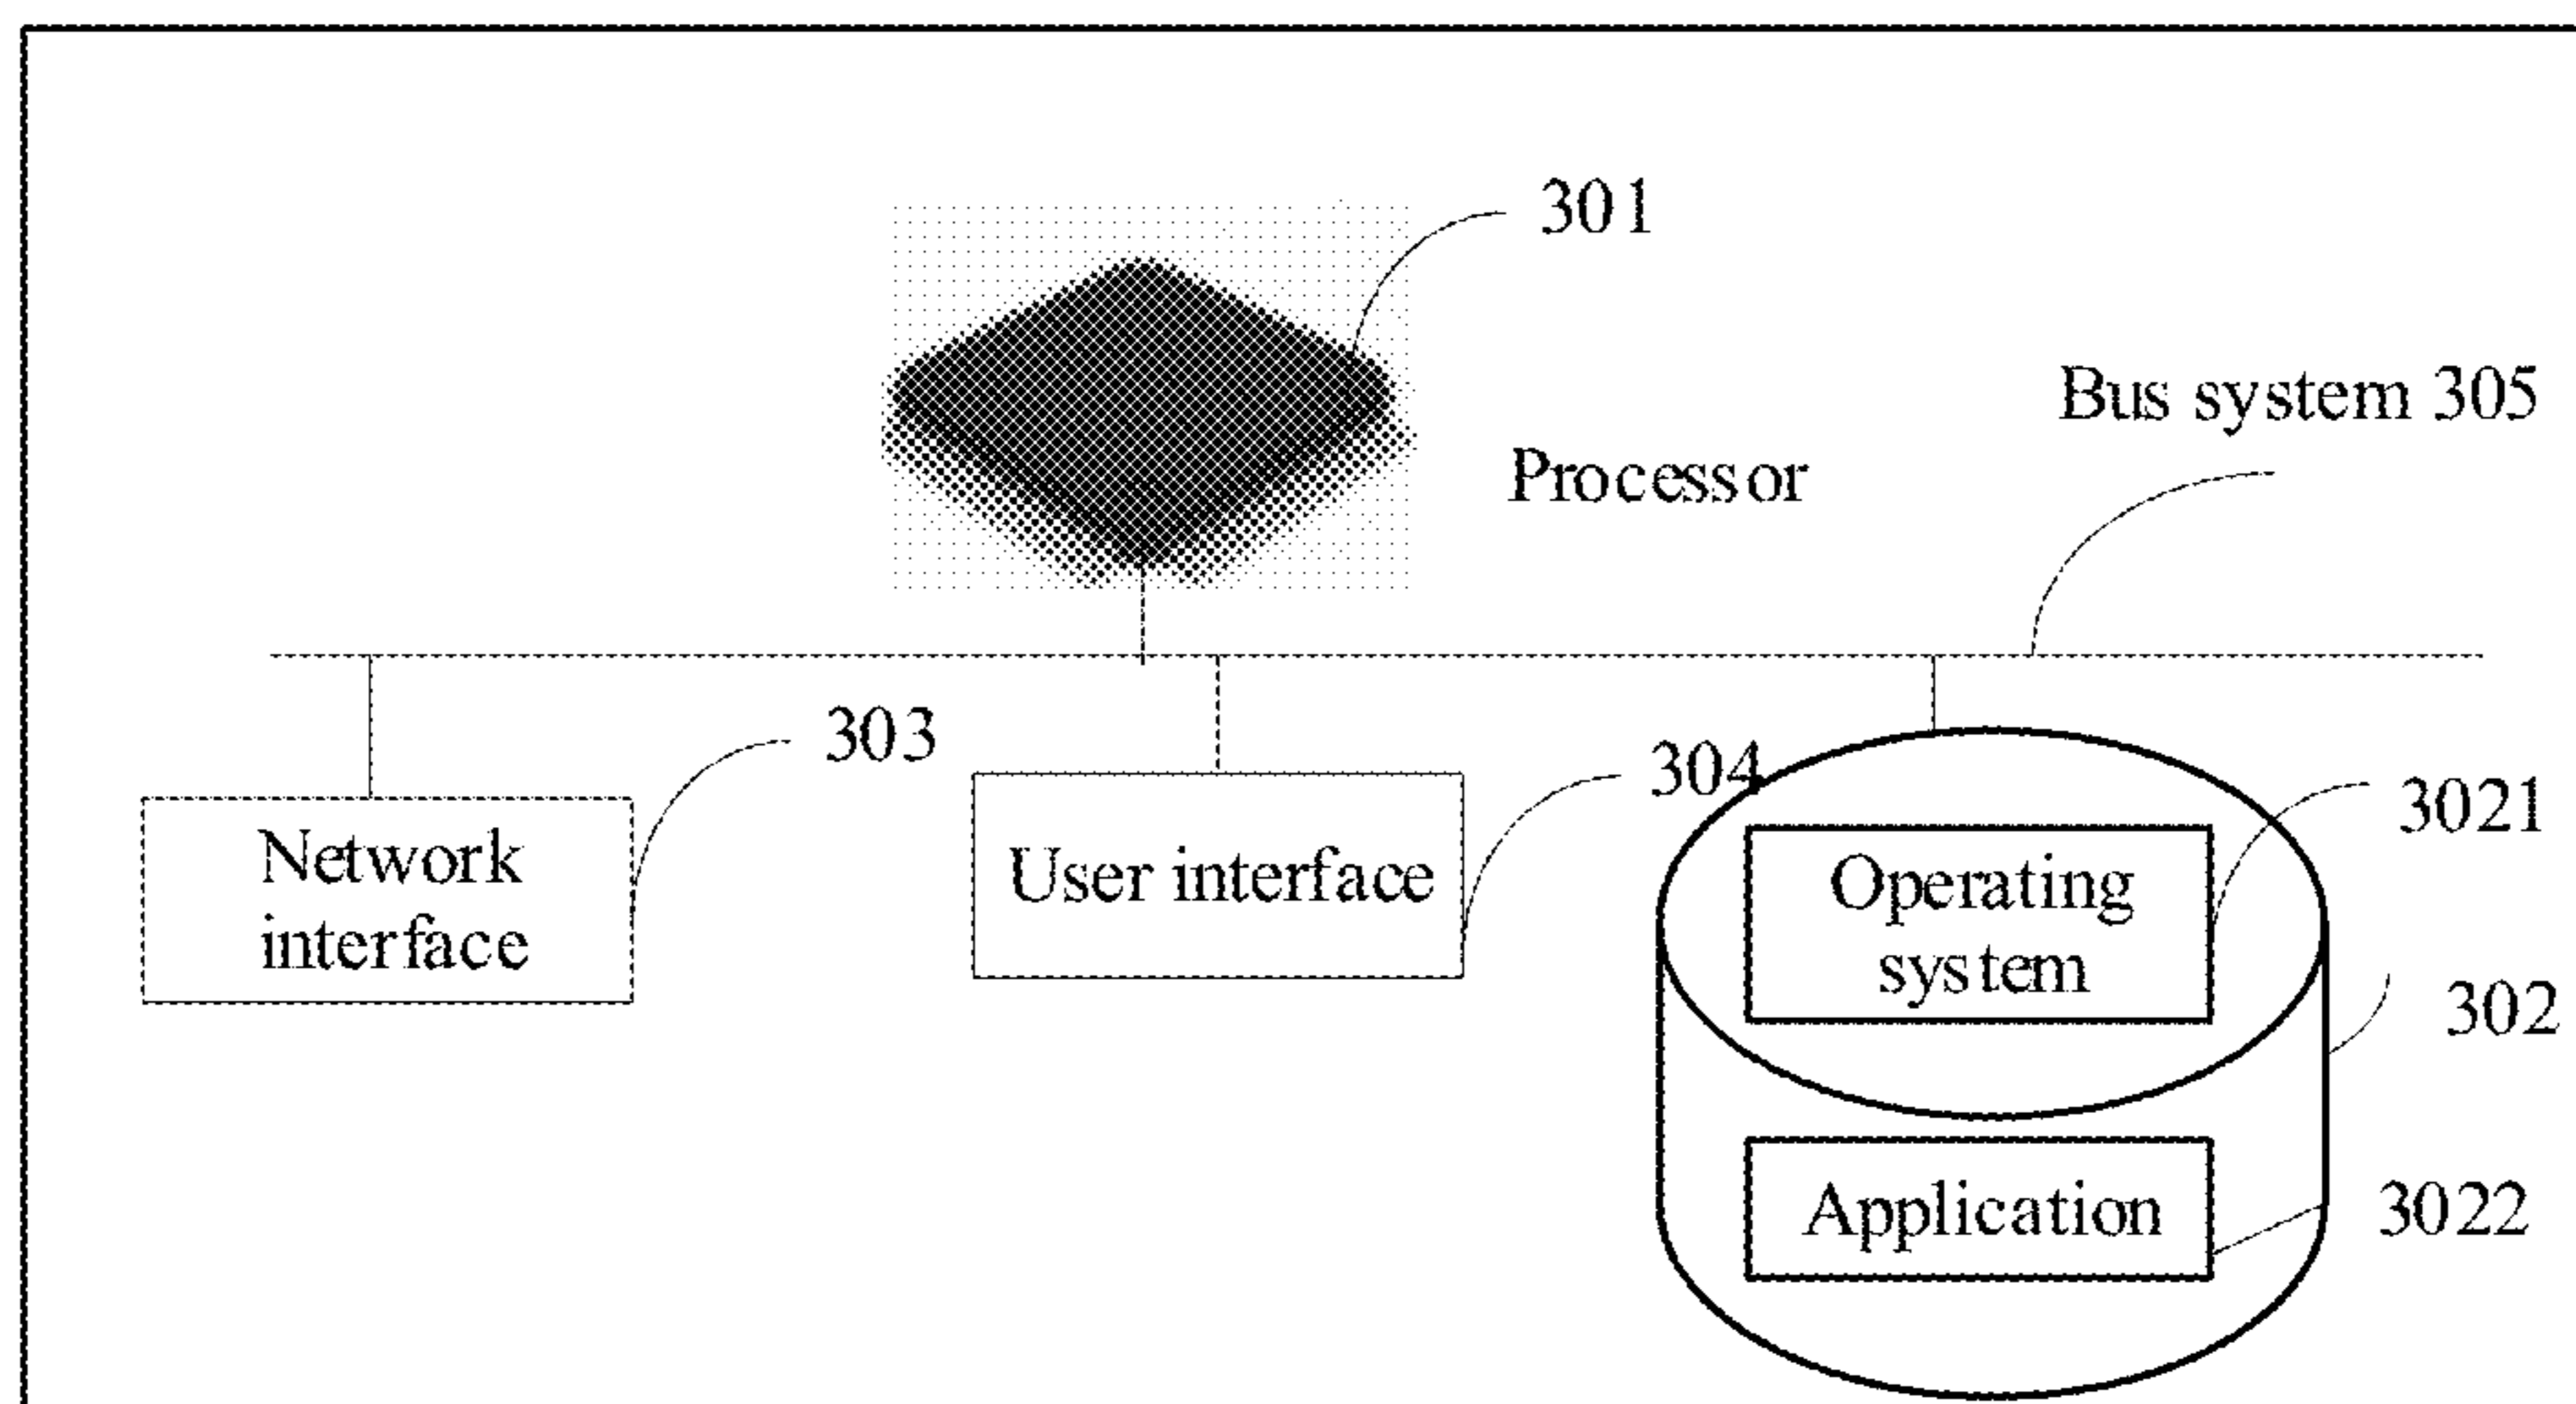 301
Bus system 305
Processor
303
304
3021
Network
interface
User interface
Operating
system
302
Application
3022